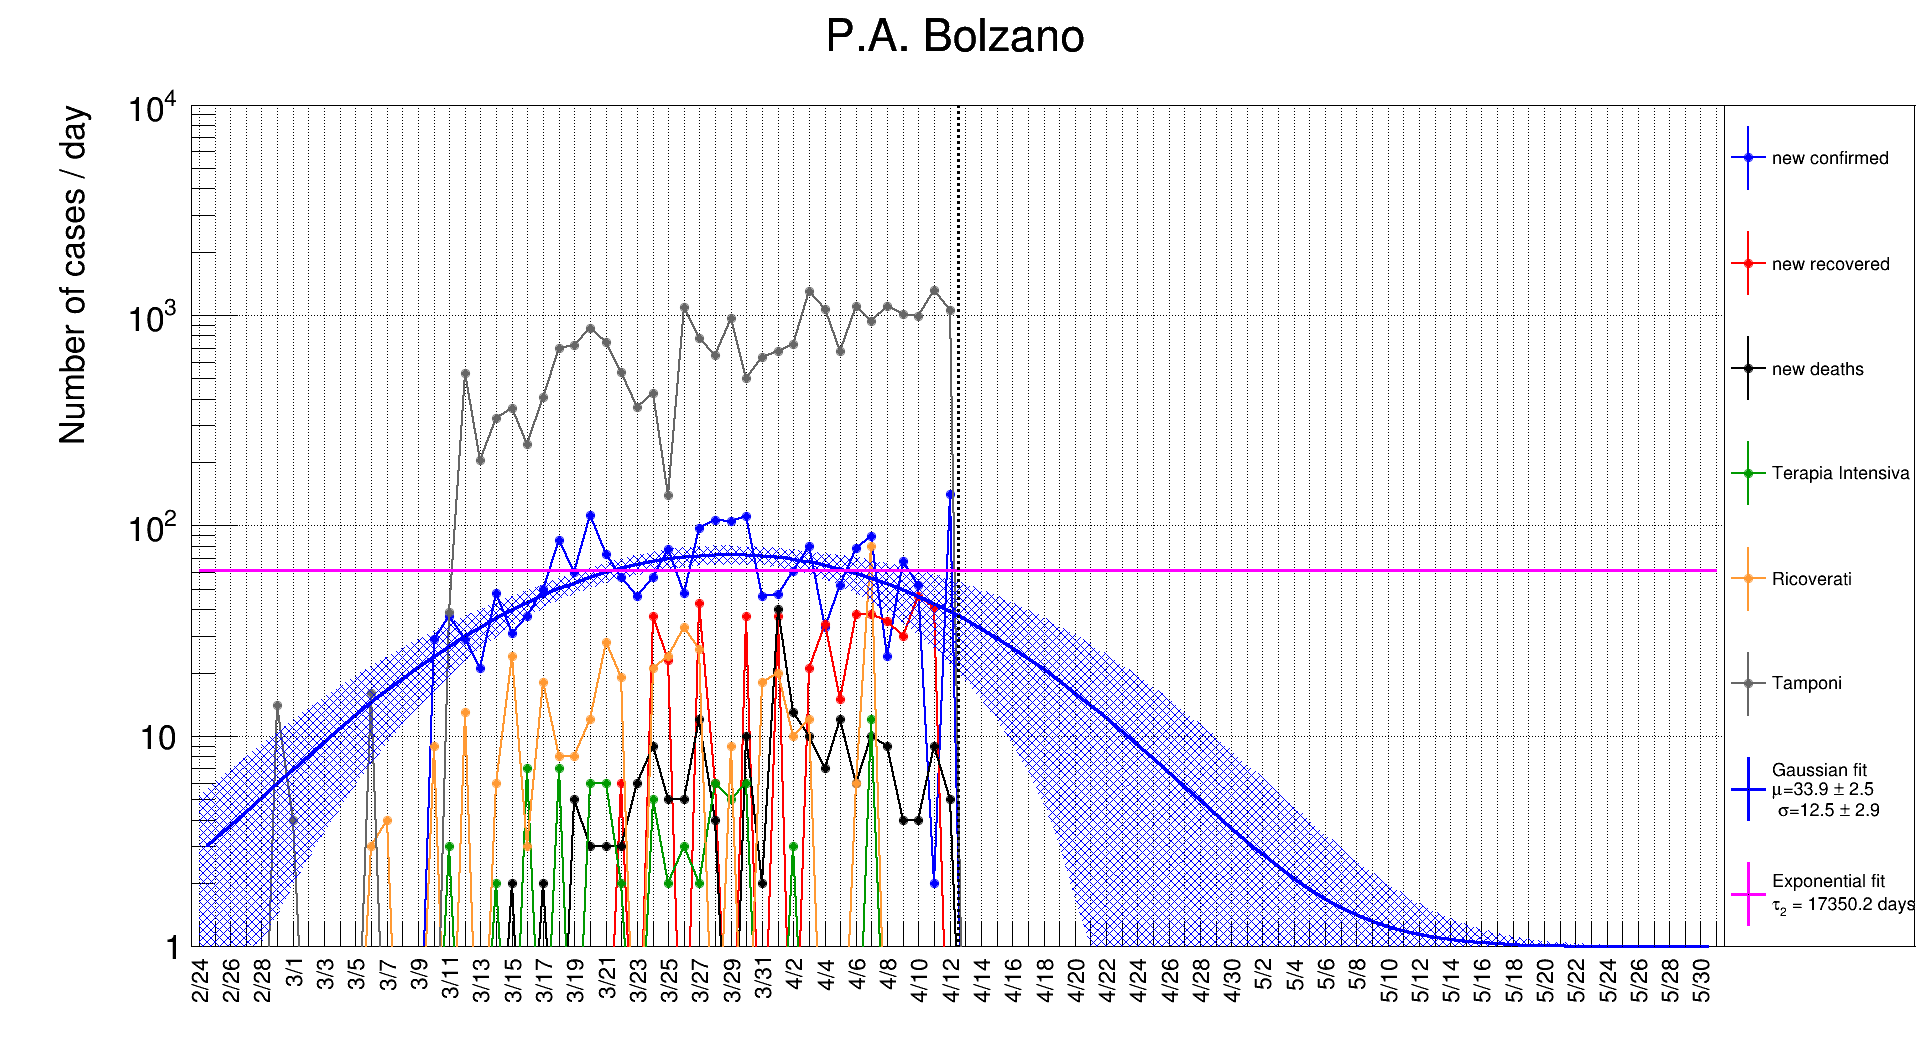 P.A. Bolzano
Number of cases / day
10^4
10^3
10^2
10
1
2/24 2/26 2/28 3/1 3/3 3/5 3/7 3/9 3/11 3/13 3/15 3/17 3/19 3/21 3/23 3/25 3/27 3/29 3/31 4/2 4/4 4/6 4/8 4/10 4/12 4/14 4/16 4/18 4/20 4/22 4/24 4/26 4/28 4/30 5/2 5/4 5/6 5/8 5/10 5/12 5/14 5/16 5/18 5/20 5/22 5/24 5/26 5/28 5/30
new confirmed
new recovered
new deaths
Terapia Intensiva
Ricoverati
Tamponi
Gaussian fit
μ=33.9 ± 2.5
σ=12.5 ± 2.9
Exponential fit
τ₂ = 17350.2 days